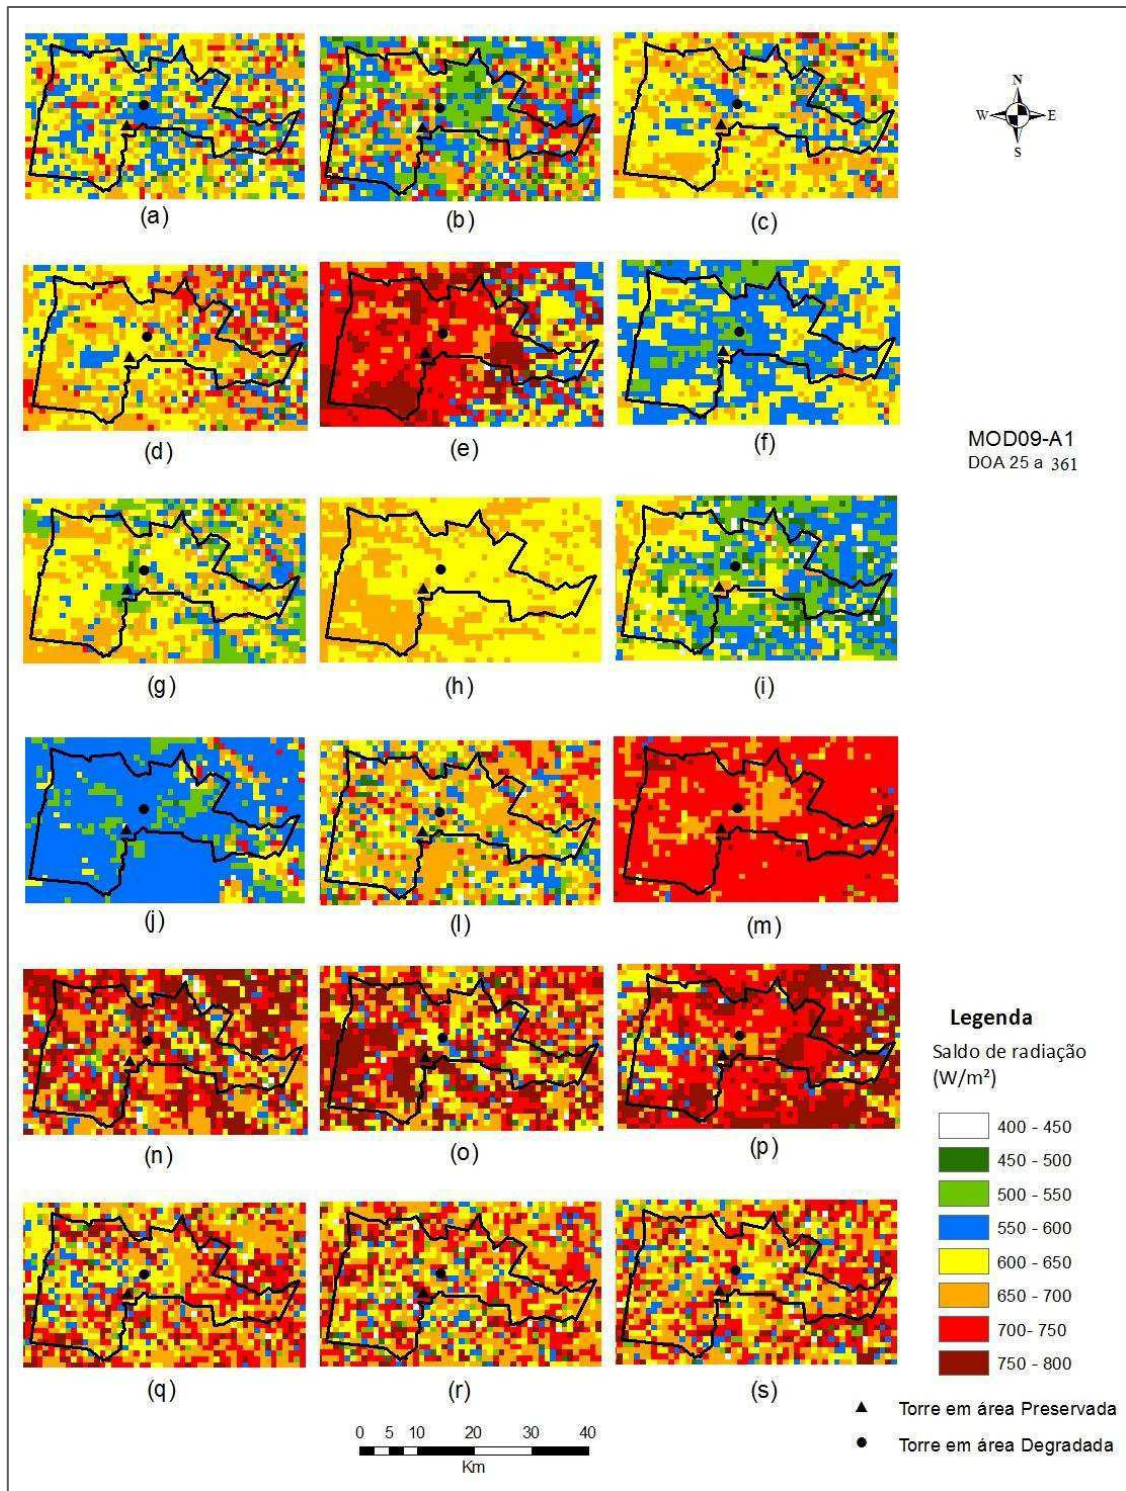 N
W E
S
(a) (b) (c)
(d) (e) (f)
MOD09-A1
DOA 25 a 361
(g) (h) (i)
(j) (l) (m)
(n) (o) (p)
(q) (r) (s)
Legenda
Saldo de radiação
(W/m²)
400 - 450
450 - 500
500 - 550
550 - 600
600 - 650
650 - 700
700- 750
750 - 800
Torre em área Preservada
Torre em área Degradada
0 5 10 20 30 40
Km